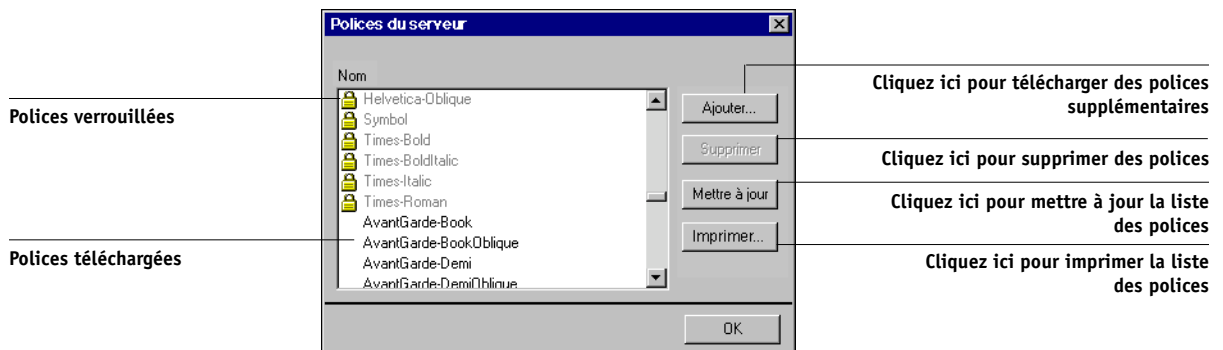 Polices du serveur
Nom
Helvetica-Oblique
Symbol
Times-Bold
Times-BoldItalic
Times-Italic
Times-Roman
AvantGarde-Book
AvantGarde-BookOblique
AvantGarde-Demi
AvantGarde-DemiOblique
Ajouter...
Supprimer
Mettre à jour
Imprimer...
OK
Polices verrouillées
Polices téléchargées
Cliquez ici pour télécharger des polices
supplémentaires
Cliquez ici pour supprimer des polices
Cliquez ici pour mettre à jour la liste
des polices
Cliquez ici pour imprimer la liste
des polices